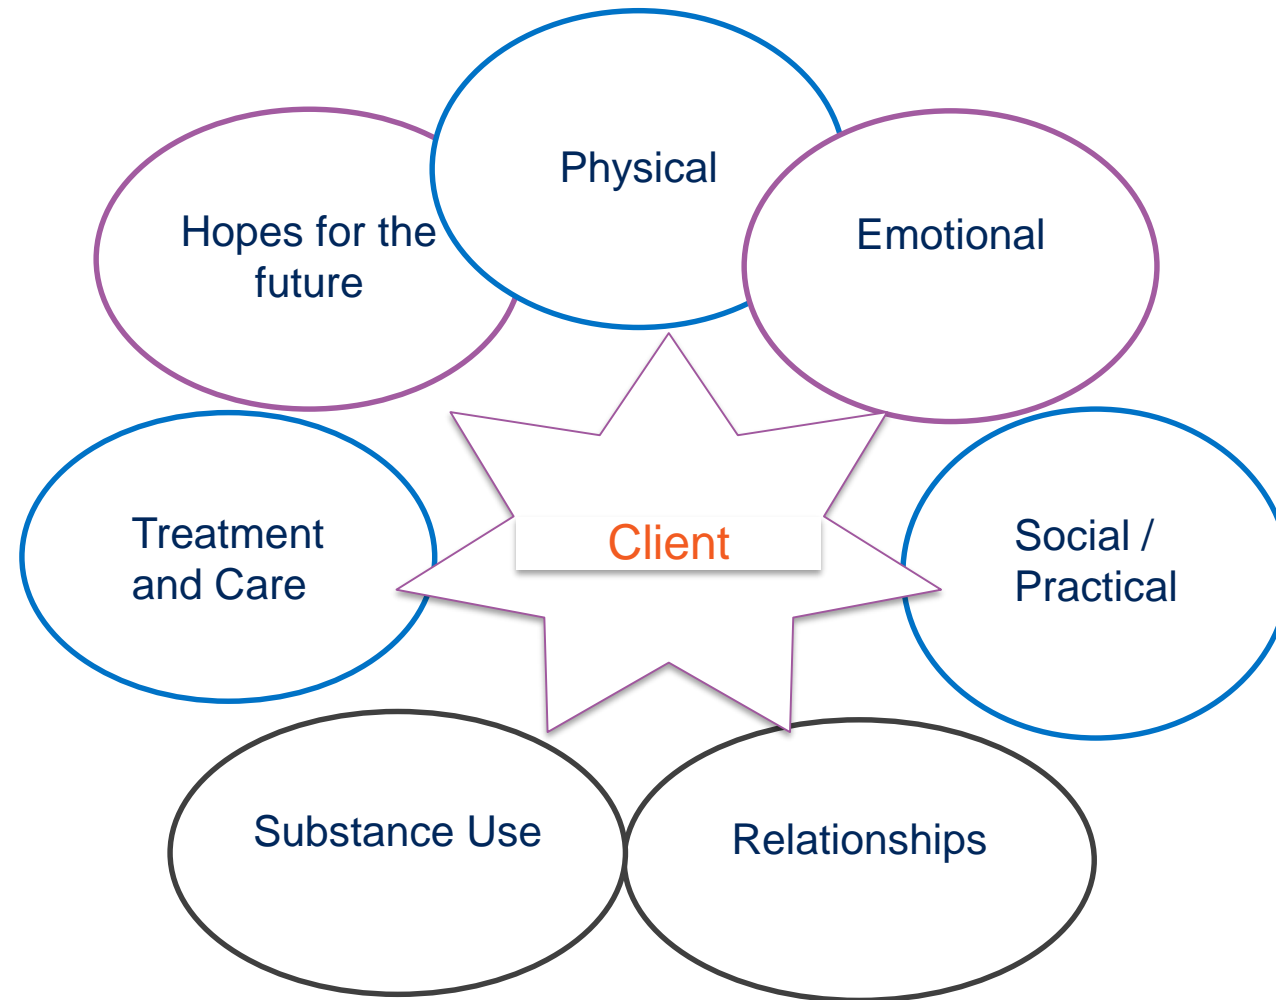 Physical
Hopes for the
future
Emotional
Treatment
and Care
Client
Social /
Practical
Substance Use
Relationships